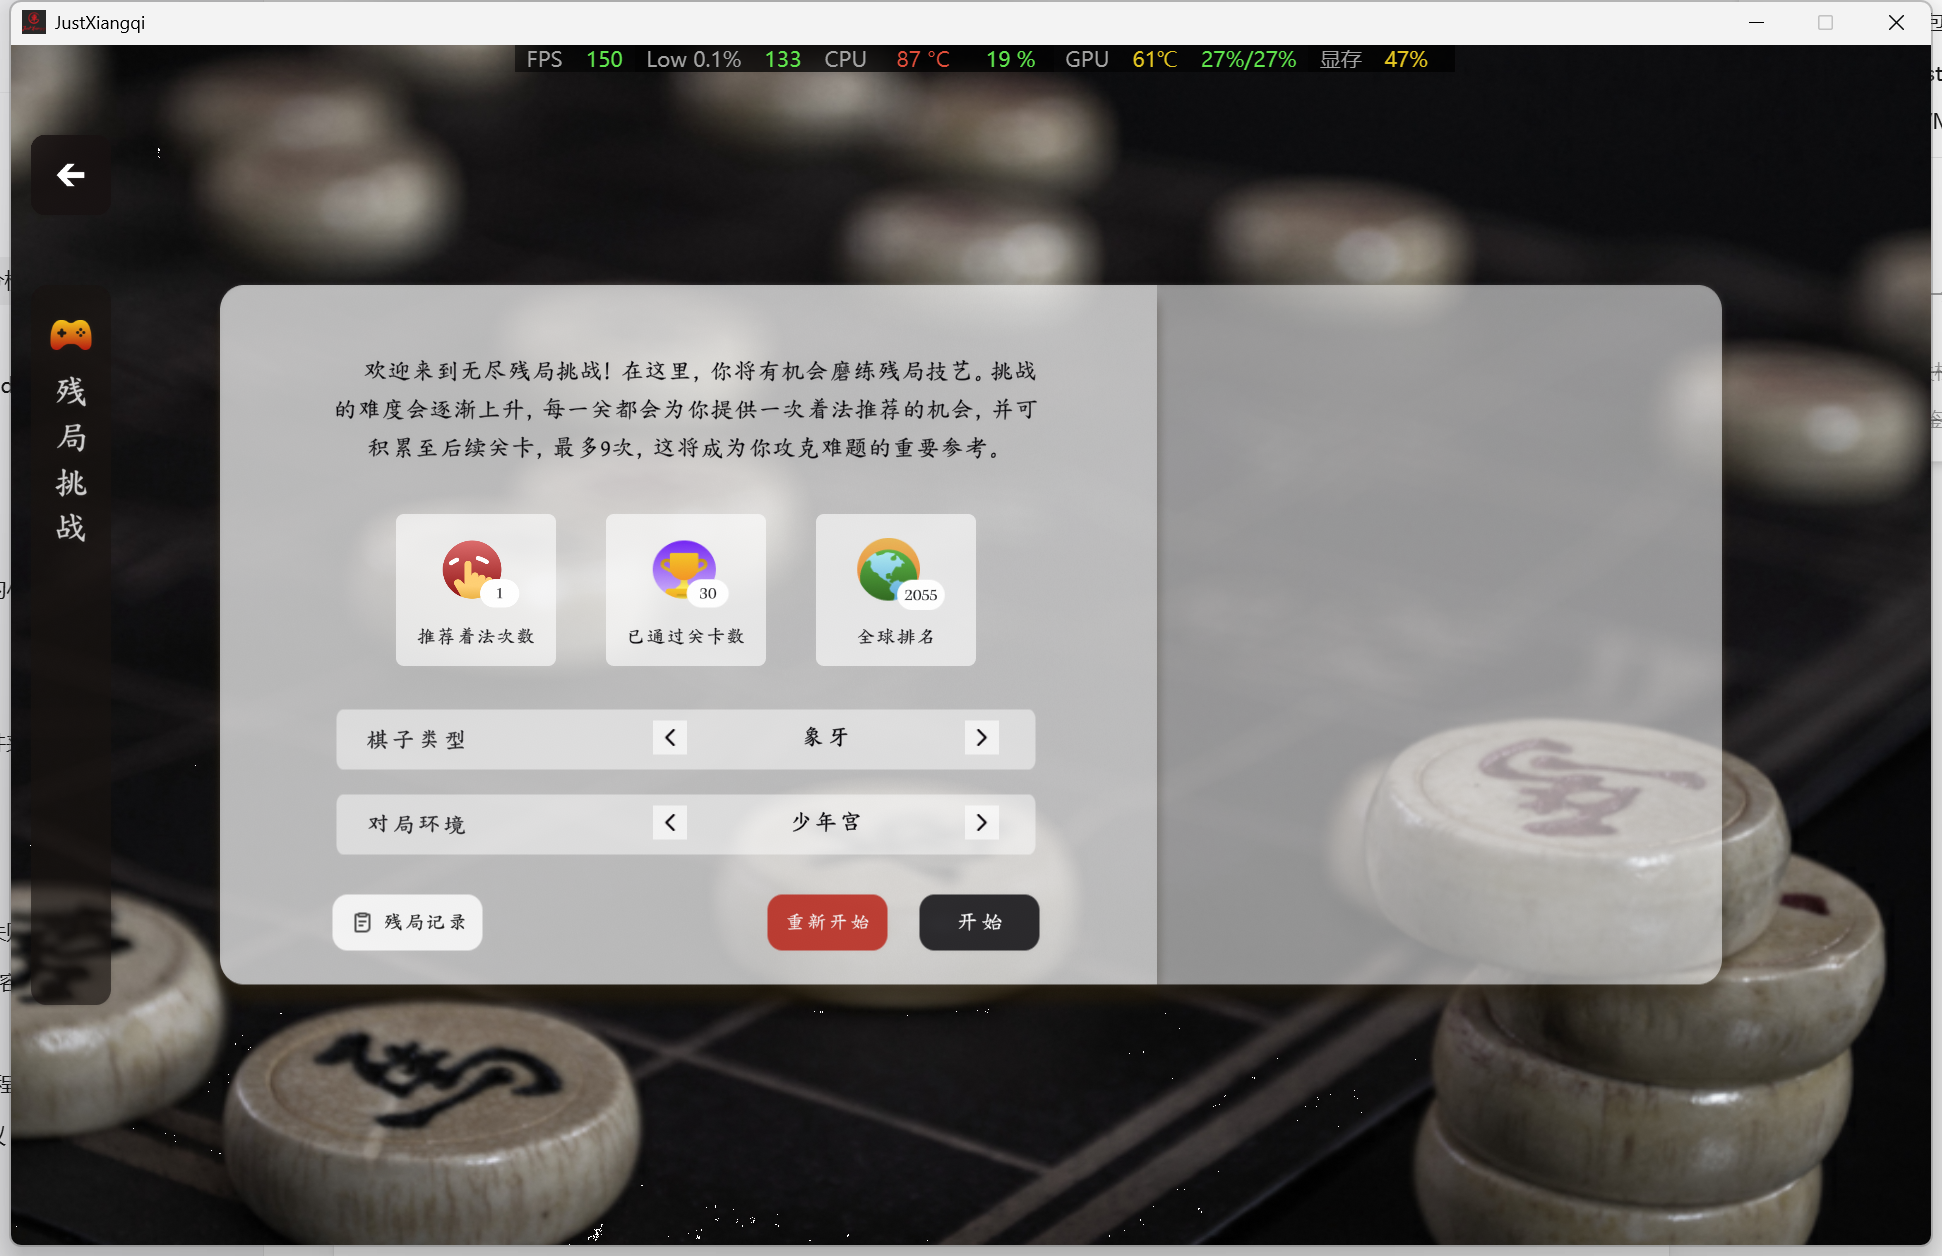 JustXiangqi
FPS 150 Low 0.1% 133 CPU 87 °C 19 % GPU 61°C 27%/27% 显存 47%
残局挑战
欢迎来到无尽残局挑战！在这里，你将有机会磨练残局技艺。挑战
的难度会逐渐上升，每一关都会为你提供一次着法推荐的机会，并可
积累至后续关卡，最多9次，这将成为你攻克难题的重要参考。
1
推荐着法次数
30
已通过关卡数
2055
全球排名
棋子类型 象牙
对局环境 少年宫
残局记录
重新开始
开始